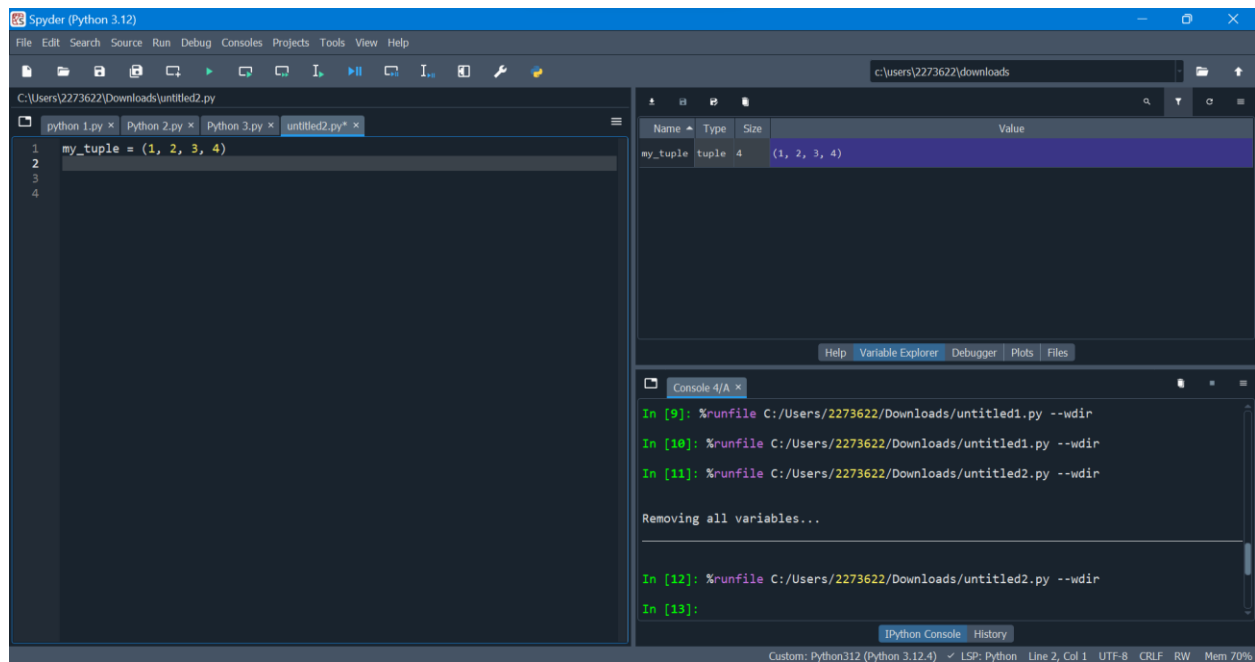 Spyder (Python 3.12)
File Edit Search Source Run Debug Consoles Projects Tools View Help
c:\users\2273622\downloads
C:\Users\2273622\Downloads\untitled2.py
python 1.py × Python 2.py × Python 3.py × untitled2.py* ×
1 my_tuple = (1, 2, 3, 4)
2
3
4
Name Type Size Value
my_tuple tuple 4 (1, 2, 3, 4)
Help Variable Explorer Debugger Plots Files
Console 4/A ×
In [9]: %runfile C:/Users/2273622/Downloads/untitled1.py --wdir
In [10]: %runfile C:/Users/2273622/Downloads/untitled1.py --wdir
In [11]: %runfile C:/Users/2273622/Downloads/untitled2.py --wdir
Removing all variables...
In [12]: %runfile C:/Users/2273622/Downloads/untitled2.py --wdir
In [13]:
IPython Console History
Custom: Python312 (Python 3.12.4) ✓ LSP: Python Line 2, Col 1 UTF-8 CRLF RW Mem 70%